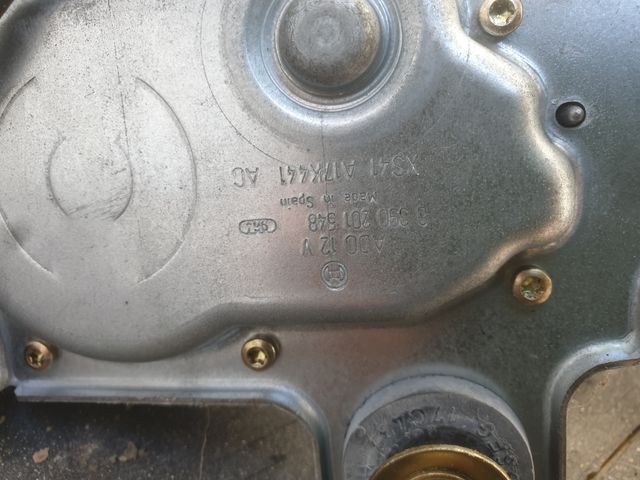 ADO 12 V
0 390 201 548
Made in Spain
XS41 A17K441 AC